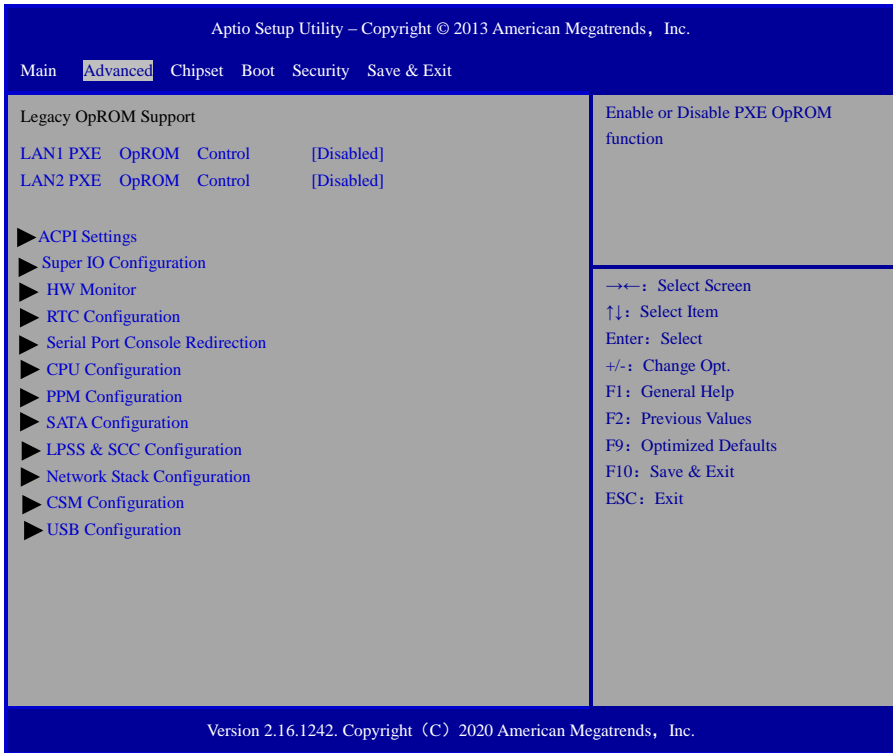 Aptio Setup Utility – Copyright © 2013 American Megatrends，Inc.
Main Advanced Chipset Boot Security Save & Exit
Legacy OpROM Support
LAN1 PXE OpROM Control [Disabled]
LAN2 PXE OpROM Control [Disabled]
ACPI Settings
Super IO Configuration
HW Monitor
RTC Configuration
Serial Port Console Redirection
CPU Configuration
PPM Configuration
SATA Configuration
LPSS & SCC Configuration
Network Stack Configuration
CSM Configuration
USB Configuration
Enable or Disable PXE OpROM
function
→←：Select Screen
↑↓：Select Item
Enter：Select
+/-：Change Opt.
F1：General Help
F2：Previous Values
F9：Optimized Defaults
F10：Save & Exit
ESC：Exit
Version 2.16.1242. Copyright（C）2020 American Megatrends，Inc.